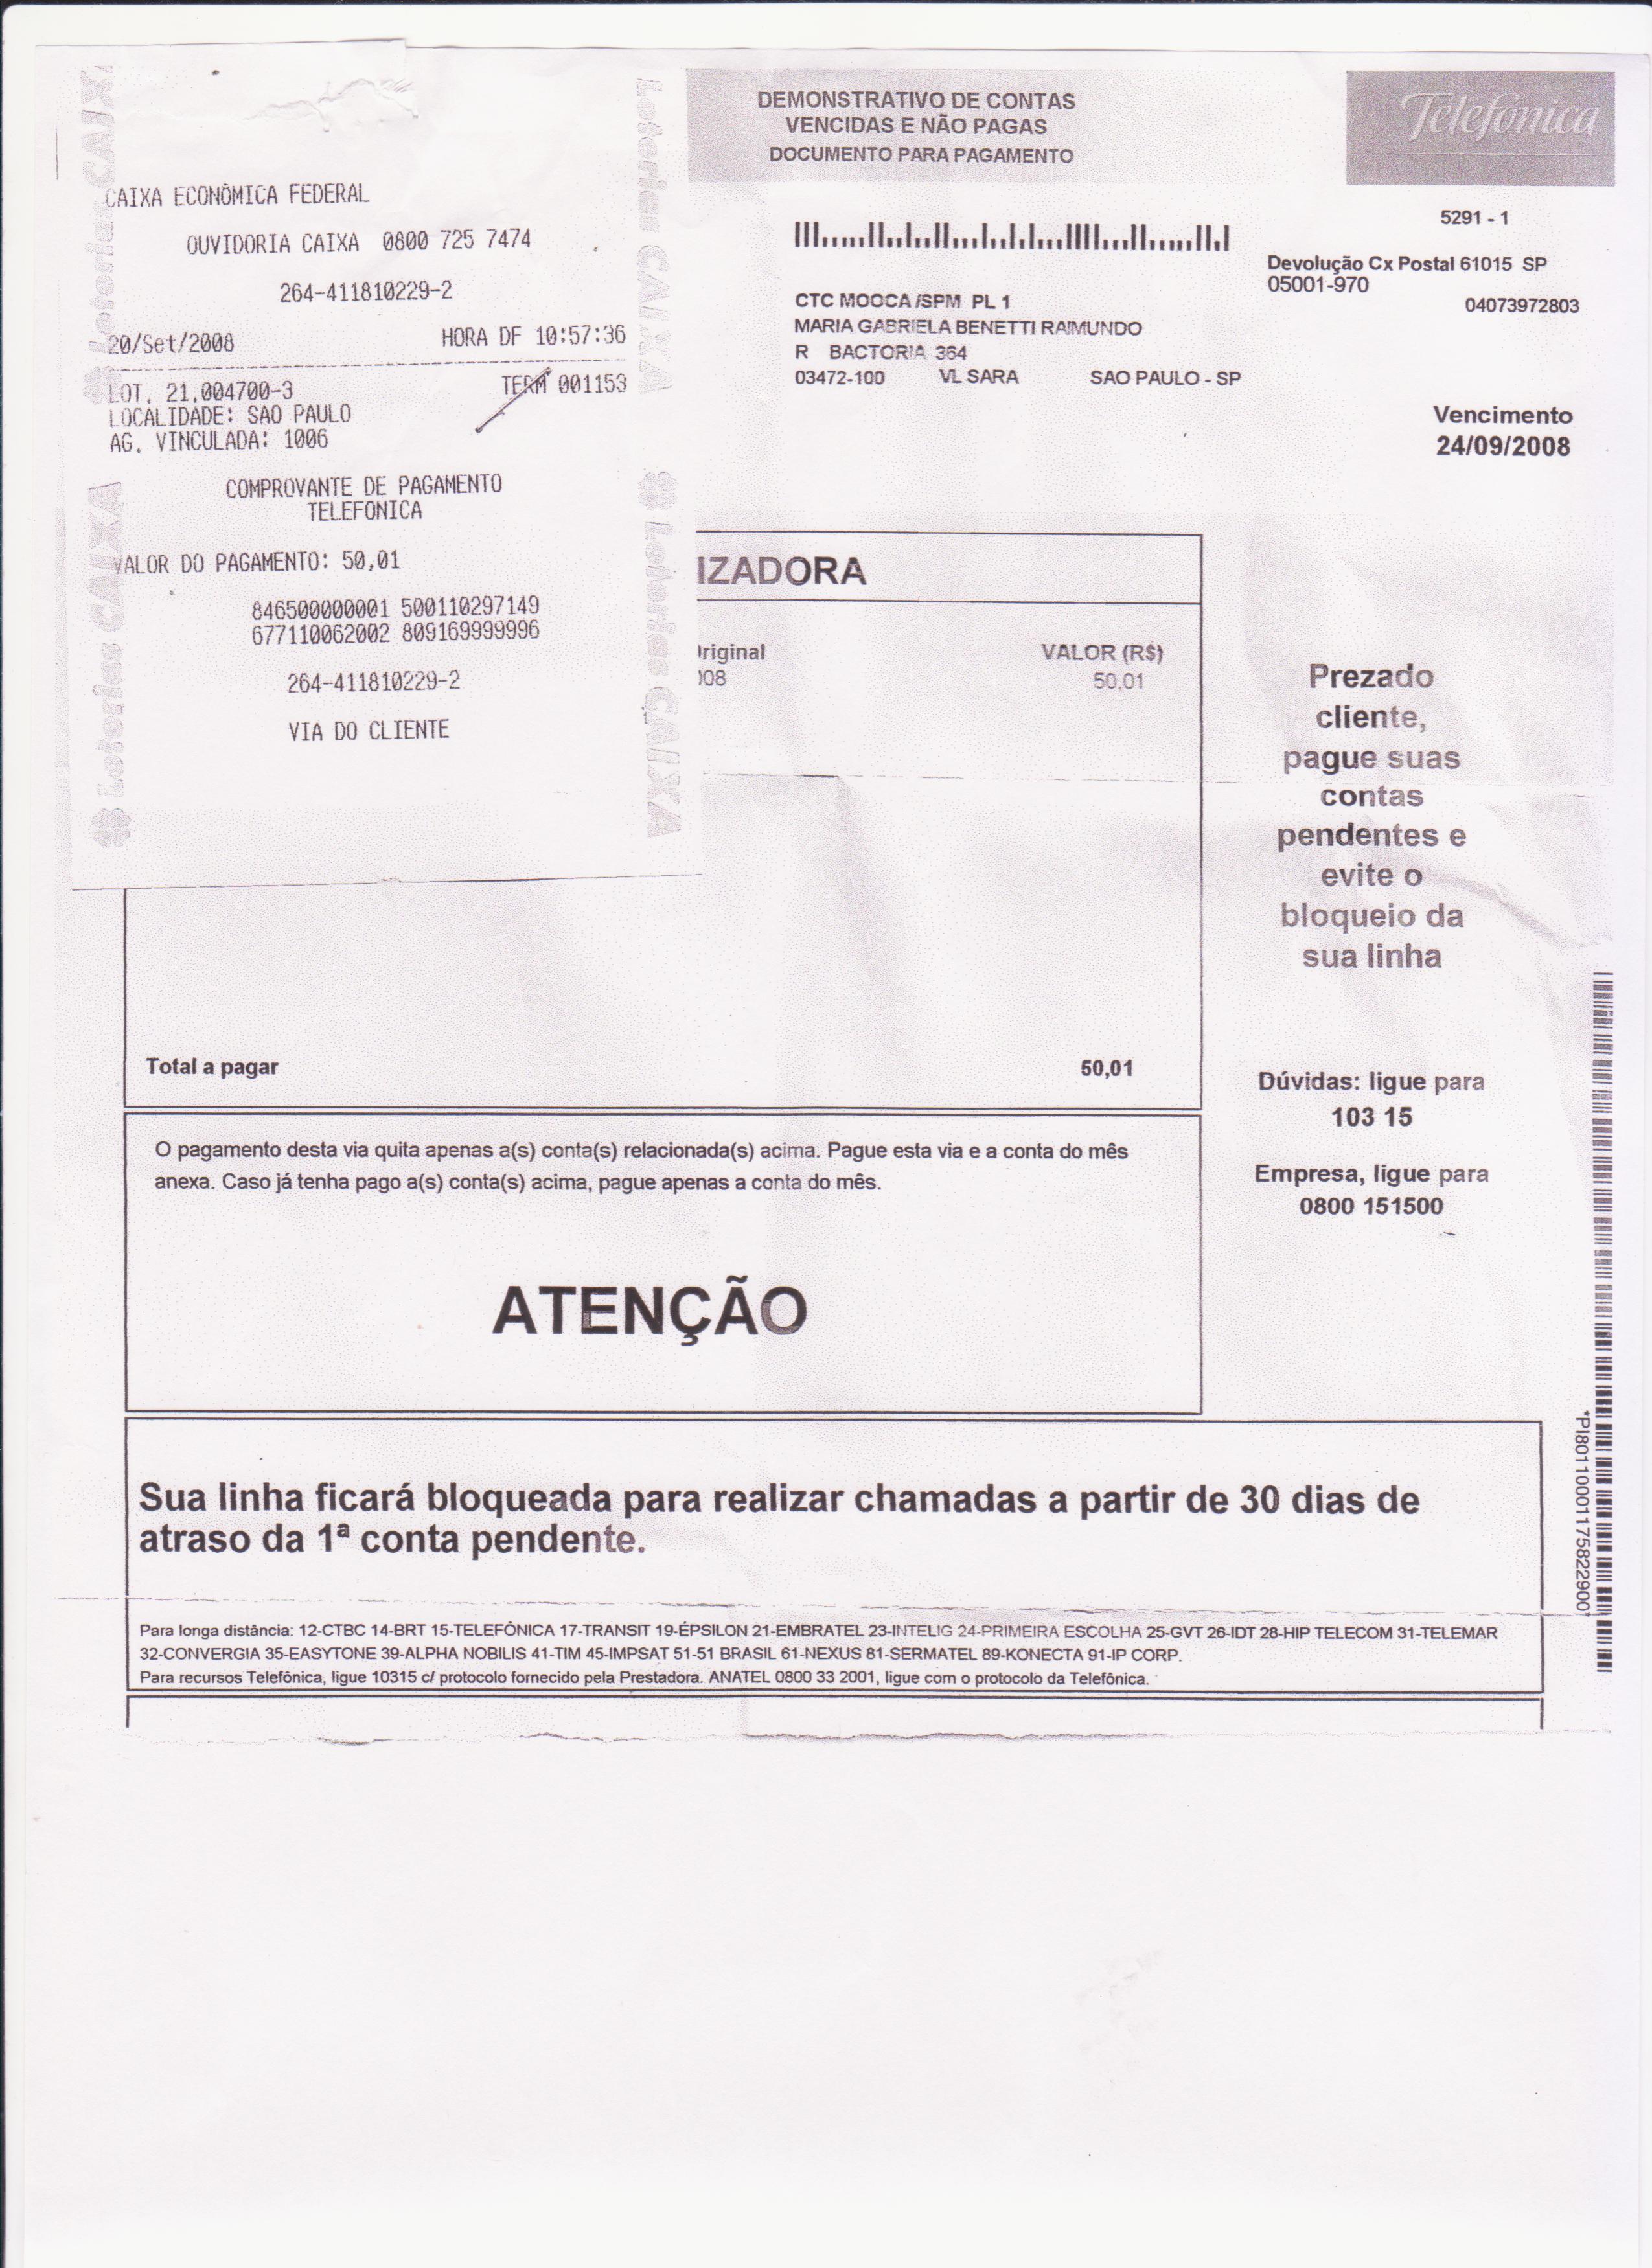 Loterias CAIXA
Loterias CAIXA
Loterias CAIXA
Loterias CAIXA
CAIXA ECONÔMICA FEDERAL
OUVIDORIA CAIXA 0800 725 7474
264-411810229-2
20/Set/2008 HORA DF 10:57:36
LOT. 21.004700-3 TERM 001153
LOCALIDADE: SAO PAULO
AG. VINCULADA: 1006
COMPROVANTE DE PAGAMENTO
TELEFONICA
VALOR DO PAGAMENTO: 50,01
846500000001 500110297149
677110062002 809169999996
264-411810229-2
VIA DO CLIENTE
DEMONSTRATIVO DE CONTAS
VENCIDAS E NÃO PAGAS
DOCUMENTO PARA PAGAMENTO
Telefonica
5291 - 1
Devolução Cx Postal 61015 SP
05001-970
04073972803
CTC MOOCA /SPM PL 1
MARIA GABRIELA BENETTI RAIMUNDO
R BACTORIA 364
03472-100 VL SARA SAO PAULO - SP
Vencimento
24/09/2008
IZADORA
riginal VALOR (R$)
008 50,01
Prezado
cliente,
pague suas
contas
pendentes e
evite o
bloqueio da
sua linha
Total a pagar 50,01
Dúvidas: ligue para
103 15
Empresa, ligue para
0800 151500
O pagamento desta via quita apenas a(s) conta(s) relacionada(s) acima. Pague esta via e a conta do mês
anexa. Caso já tenha pago a(s) conta(s) acima, pague apenas a conta do mês.
ATENÇÃO
Sua linha ficará bloqueada para realizar chamadas a partir de 30 dias de
atraso da 1ª conta pendente.
Para longa distância: 12-CTBC 14-BRT 15-TELEFÔNICA 17-TRANSIT 19-ÉPSILON 21-EMBRATEL 23-INTELIG 24-PRIMEIRA ESCOLHA 25-GVT 26-IDT 28-HIP TELECOM 31-TELEMAR
32-CONVERGIA 35-EASYTONE 39-ALPHA NOBILIS 41-TIM 45-IMPSAT 51-51 BRASIL 61-NEXUS 81-SERMATEL 89-KONECTA 91-IP CORP.
Para recursos Telefônica, ligue 10315 c/ protocolo fornecido pela Prestadora. ANATEL 0800 33 2001, ligue com o protocolo da Telefônica.
*PI80110001175822900*